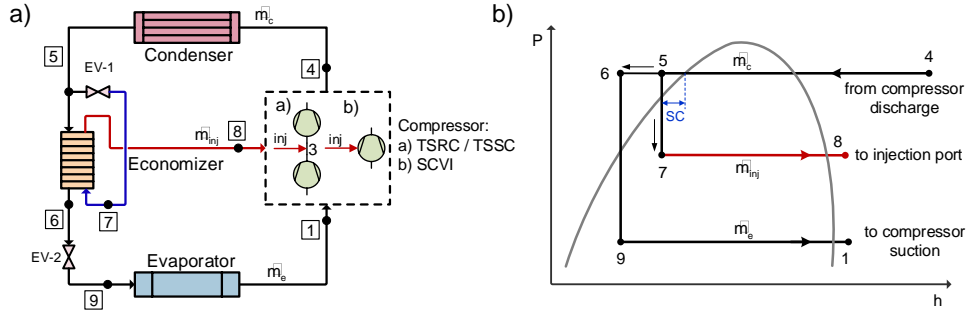 a)
ṁc
5
Condenser
EV-1
4
a)
b)
ṁinj
8
inj
3
inj
Compressor:
a) TSRC / TSSC
b) SCVI
Economizer
6
7
1
EV-2
Evaporator
ṁe
9
b)
P
6
5
ṁc
4
from compressor
discharge
SC
8
to injection port
7
ṁinj
ṁe
to compressor
suction
9
1
h